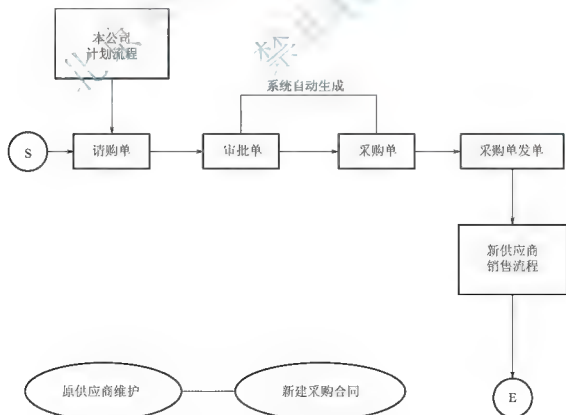 本公司
计划流程
系统自动生成
S
请购单
审批单
采购单
采购单发单
新供应商
销售流程
原供应商维护
新建采购合同
E